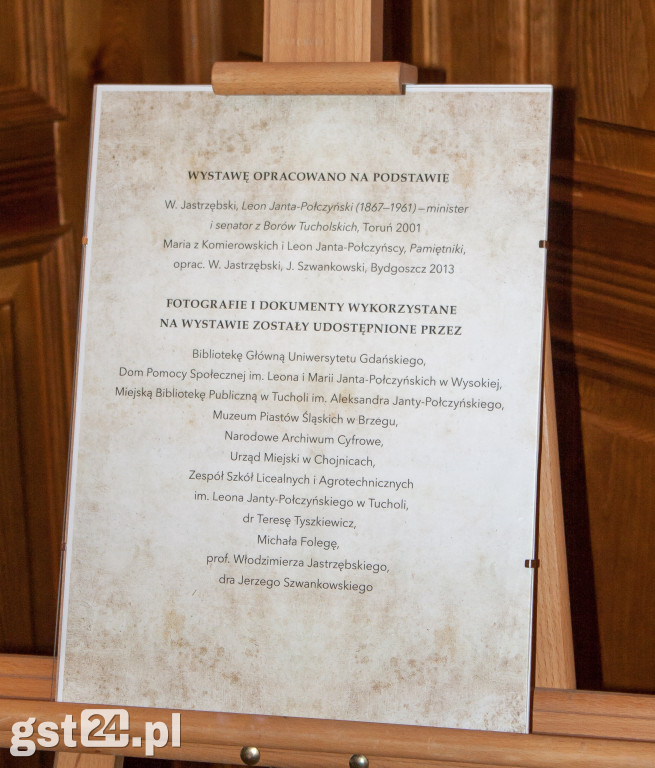 WYSTAWĘ OPRACOWANO NA PODSTAWIE
W. Jastrzębski, Leon Janta-Połczyński (1867–1961) – minister
i senator z Borów Tucholskich, Toruń 2001
Maria z Komierowskich i Leon Janta-Połczyńscy, Pamiętniki,
oprac. W. Jastrzębski, J. Szwankowski, Bydgoszcz 2013
FOTOGRAFIE I DOKUMENTY WYKORZYSTANE
NA WYSTAWIE ZOSTAŁY UDOSTĘPNIONE PRZEZ
Bibliotekę Główną Uniwersytetu Gdańskiego,
Dom Pomocy Społecznej im. Leona i Marii Janta-Połczyńskich w Wysokiej,
Miejską Bibliotekę Publiczną w Tucholi im. Aleksandra Janty-Połczyńskiego,
Muzeum Piastów Śląskich w Brzegu,
Narodowe Archiwum Cyfrowe,
Urząd Miejski w Chojnicach,
Zespół Szkół Licealnych i Agrotechnicznych
im. Leona Janty-Połczyńskiego w Tucholi,
dr Teresę Tyszkiewicz,
Michała Folegę,
prof. Włodzimierza Jastrzębskiego,
dra Jerzego Szwankowskiego
gst24.pl